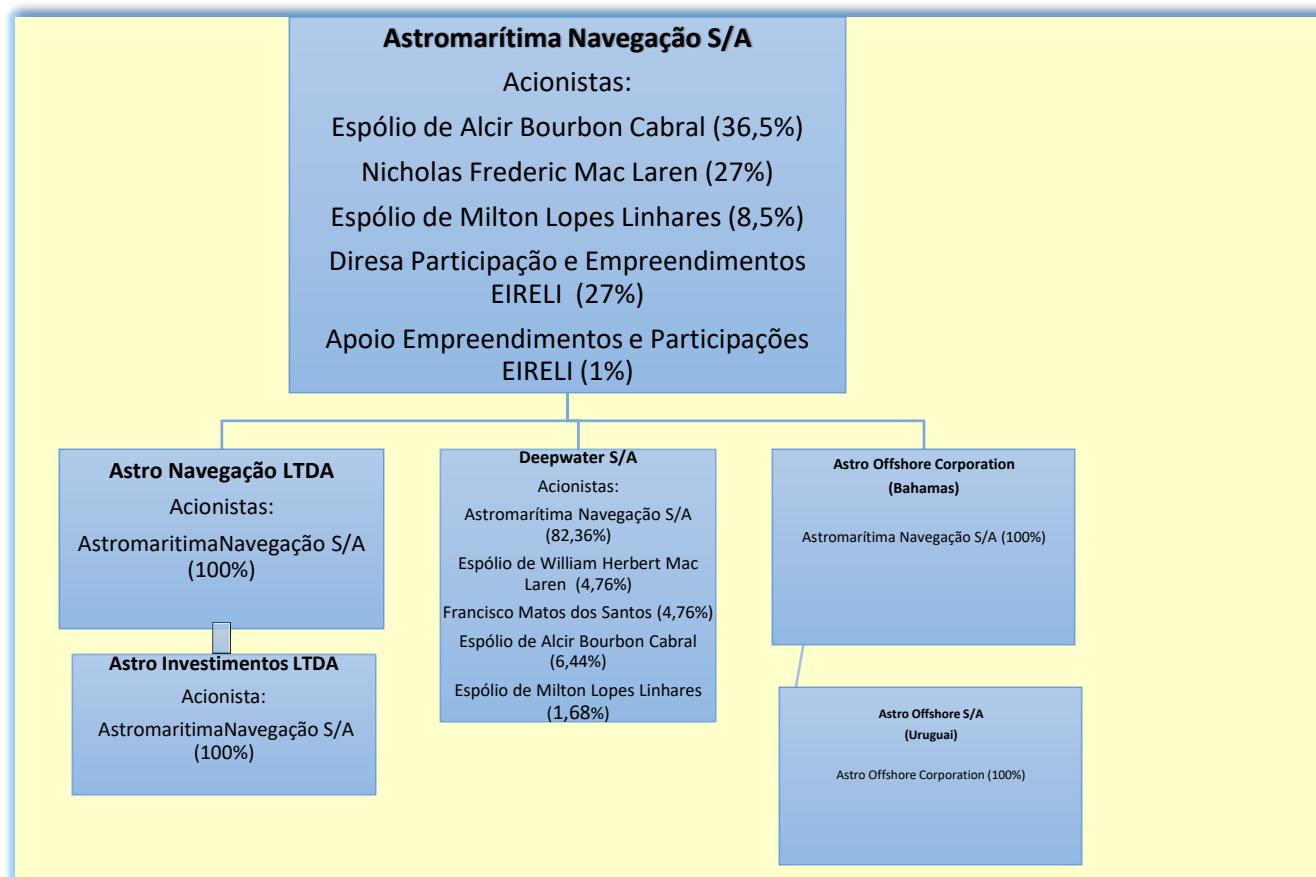 Astromarítima Navegação S/A
Acionistas:
Espólio de Alcir Bourbon Cabral (36,5%)
Nicholas Frederic Mac Laren (27%)
Espólio de Milton Lopes Linhares (8,5%)
Diresa Participação e Empreendimentos
EIRELI (27%)
Apoio Empreendimentos e Participações
EIRELI (1%)
Astro Navegação LTDA
Acionistas:
AstromaritimaNavegação S/A
(100%)
Astro Investimentos LTDA
Acionista:
AstromaritimaNavegação S/A
(100%)
Deepwater S/A
Acionistas:
Astromarítima Navegação S/A
(82,36%)
Espólio de William Herbert Mac
Laren (4,76%)
Francisco Matos dos Santos (4,76%)
Espólio de Alcir Bourbon Cabral
(6,44%)
Espólio de Milton Lopes Linhares
(1,68%)
Astro Offshore Corporation
(Bahamas)
Astromarítima Navegação S/A (100%)
Astro Offshore S/A
(Uruguai)
Astro Offshore Corporation (100%)